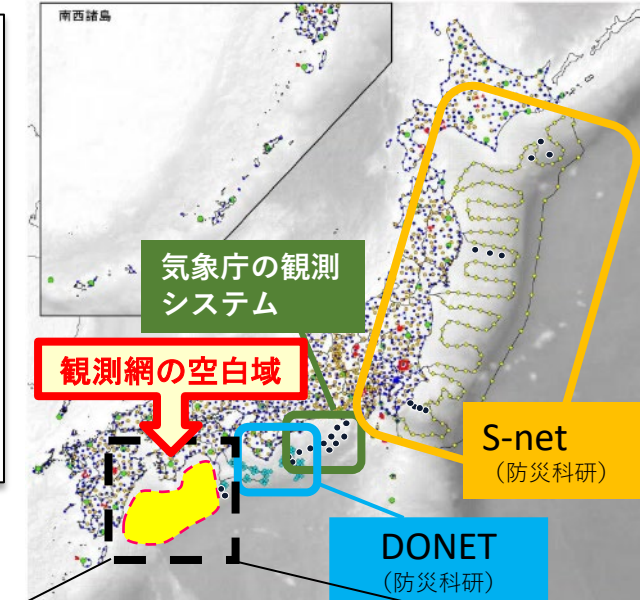 南西諸島
気象庁の観測
システム
観測網の空白域
S-net
（防災科研）
DONET
（防災科研）